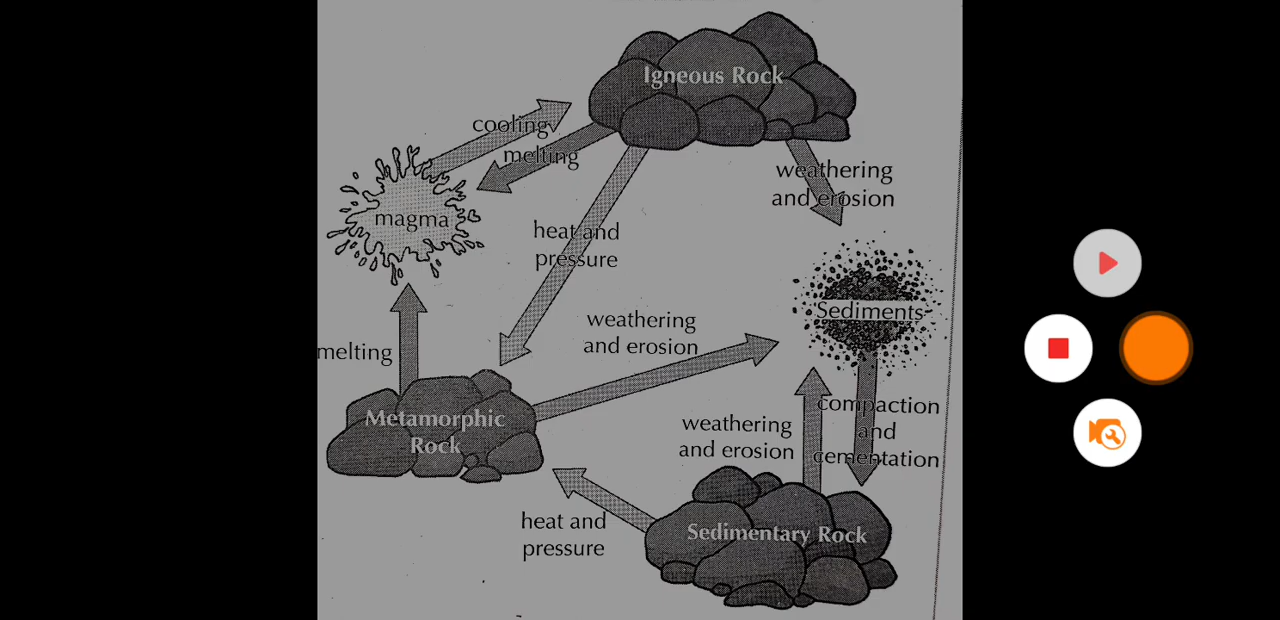 Igneous Rock
cooling
melting
weathering
and erosion
magma
heat and
pressure
Sediments
weathering
and erosion
melting
compaction
and
cementation
Metamorphic
Rock
weathering
and erosion
heat and
pressure
Sedimentary Rock